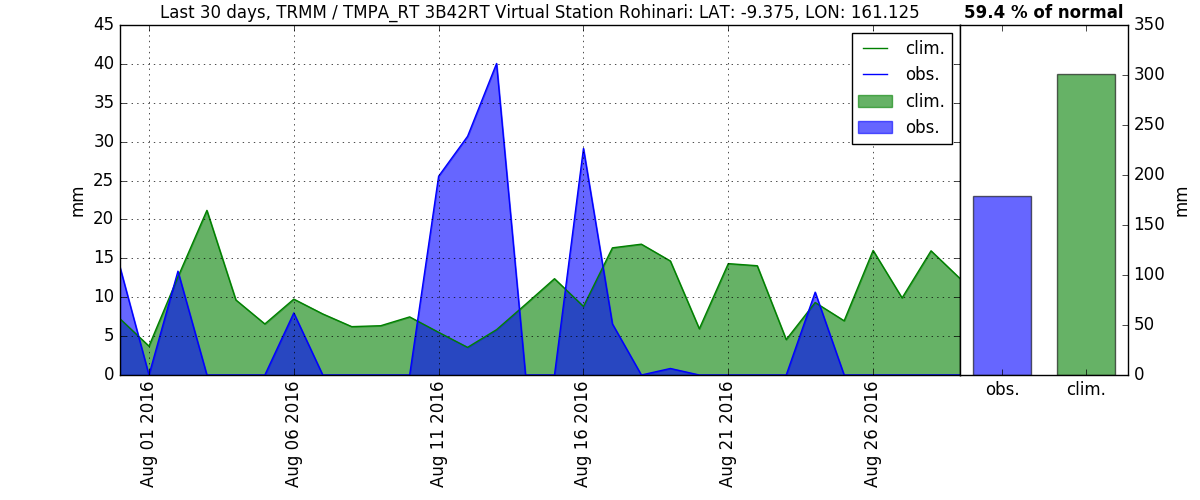 Last 30 days, TRMM / TMPA_RT 3B42RT Virtual Station Rohinari: LAT: -9.375, LON: 161.125
59.4 % of normal
45
40
35
30
25
20
15
10
5
0
mm
clim.
obs.
clim.
obs.
Aug 01 2016
Aug 06 2016
Aug 11 2016
Aug 16 2016
Aug 21 2016
Aug 26 2016
350
300
250
200
150
100
50
0
mm
obs.
clim.